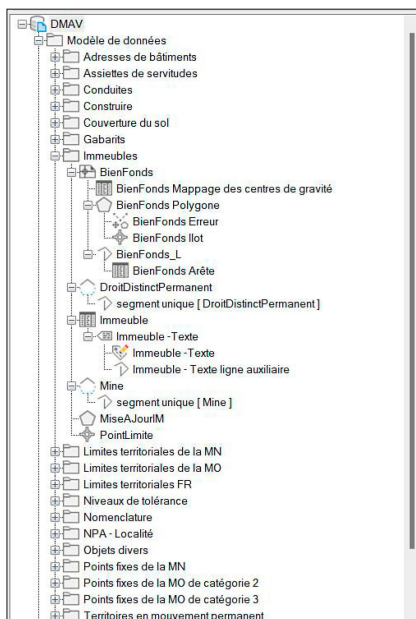 DMAV
Modèle de données
Adresses de bâtiments
Assiettes de servitudes
Conduites
Construire
Couverture du sol
Gabarits
Immeubles
BienFonds
BienFonds Mappage des centres de gravité
BienFonds Polygone
BienFonds Erreur
BienFonds Ilot
BienFonds_L
BienFonds Arête
DroitDistinctPermanent
segment unique [ DroitDistinctPermanent ]
Immeuble
Immeuble -Texte
Immeuble -Texte
Immeuble - Texte ligne auxiliaire
Mine
segment unique [ Mine ]
MiseAJourIM
PointLimite
Limites territoriales de la MN
Limites territoriales de la MO
Limites territoriales FR
Niveaux de tolérance
Nomenclature
NPA - Localité
Objets divers
Points fixes de la MN
Points fixes de la MO de catégorie 2
Points fixes de la MO de catégorie 3
Territoires en mouvement permanent